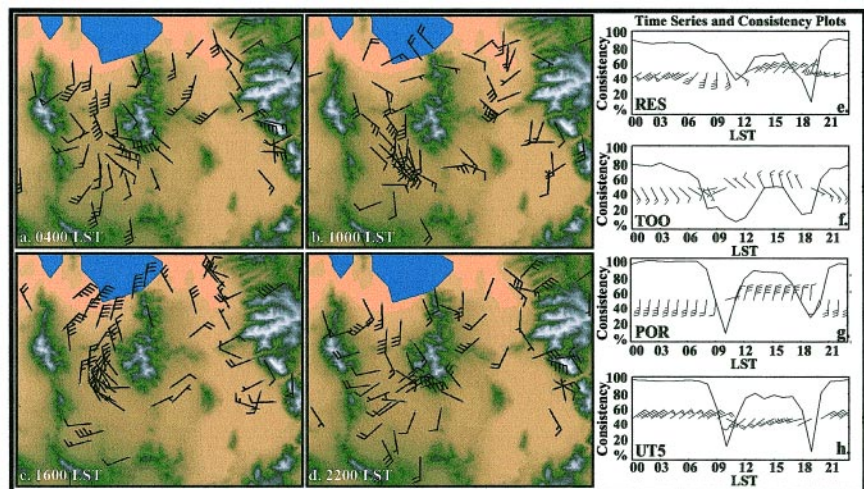 a. 0400 LST
b. 1000 LST
c. 1600 LST
d. 2200 LST
Time Series and Consistency Plots
Consistency
100
80
60
40
20
%
RES
e.
00 03 06 09 12 15 18 21
LST
Consistency
100
80
60
40
20
%
TOO
f.
00 03 06 09 12 15 18 21
LST
Consistency
100
80
60
40
20
%
POR
g.
00 03 06 09 12 15 18 21
LST
Consistency
100
80
60
40
20
%
UT5
h.
00 03 06 09 12 15 18 21
LST